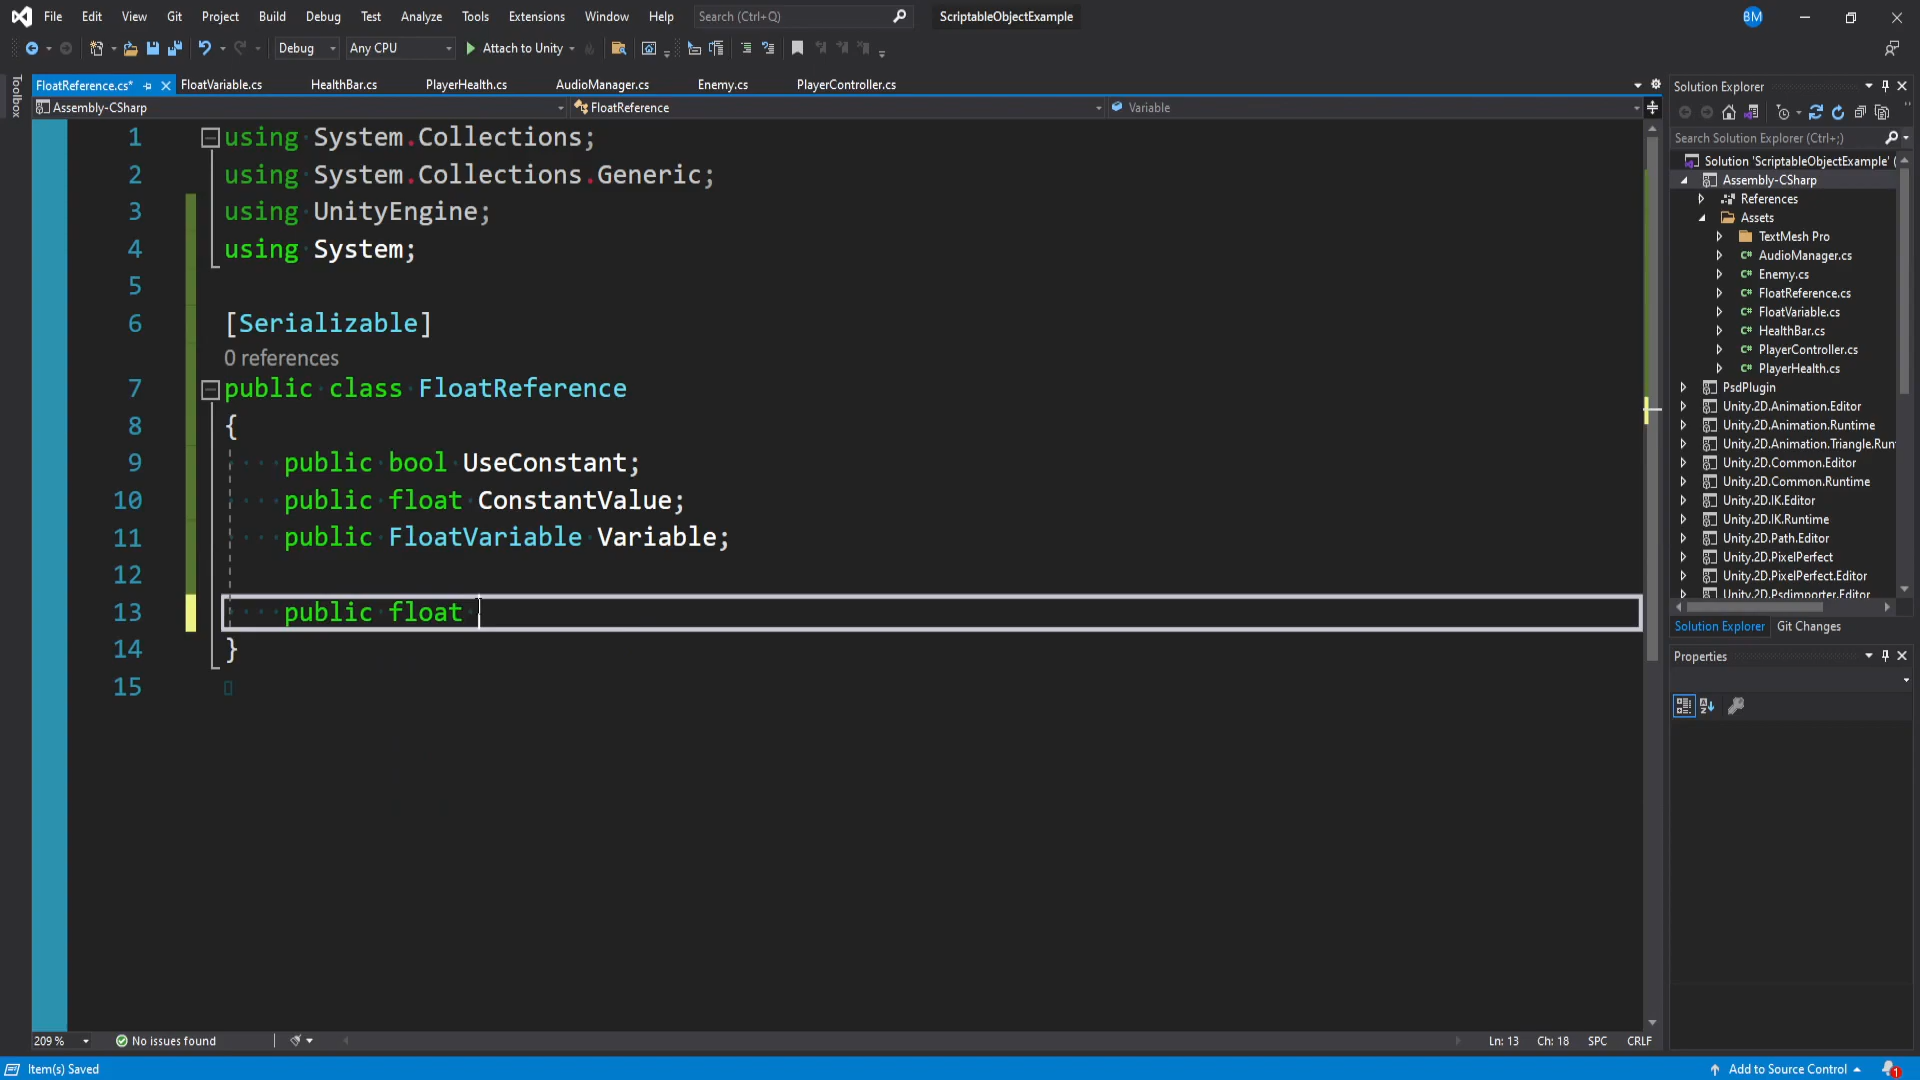 File Edit View Git Project Build Debug Test Analyze Tools Extensions Window Help Search (Ctrl+Q) ScriptableObjectExample BM
Debug Any CPU Attach to Unity
FloatReference.cs* FloatVariable.cs HealthBar.cs PlayerHealth.cs AudioManager.cs Enemy.cs PlayerController.cs
Assembly-CSharp FloatReference Variable
Toolbox
1 using System.Collections;
2 using System.Collections.Generic;
3 using UnityEngine;
4 using System;
5
6 [Serializable]
0 references
7 public class FloatReference
8 {
9 public bool UseConstant;
10 public float ConstantValue;
11 public FloatVariable Variable;
12
13 public float
14 }
15
Solution Explorer
Search Solution Explorer (Ctrl+;)
Solution 'ScriptableObjectExample' (
Assembly-CSharp
References
Assets
TextMesh Pro
C# AudioManager.cs
C# Enemy.cs
C# FloatReference.cs
C# FloatVariable.cs
C# HealthBar.cs
C# PlayerController.cs
C# PlayerHealth.cs
PsdPlugin
Unity.2D.Animation.Editor
Unity.2D.Animation.Runtime
Unity.2D.Animation.Triangle.Run
Unity.2D.Common.Editor
Unity.2D.Common.Runtime
Unity.2D.IK.Editor
Unity.2D.IK.Runtime
Unity.2D.Path.Editor
Unity.2D.PixelPerfect
Unity.2D.PixelPerfect.Editor
Unity.2D.Psdimporter.Editor
Solution Explorer Git Changes
Properties
209 % No issues found Ln: 13 Ch: 18 SPC CRLF
Item(s) Saved Add to Source Control 1